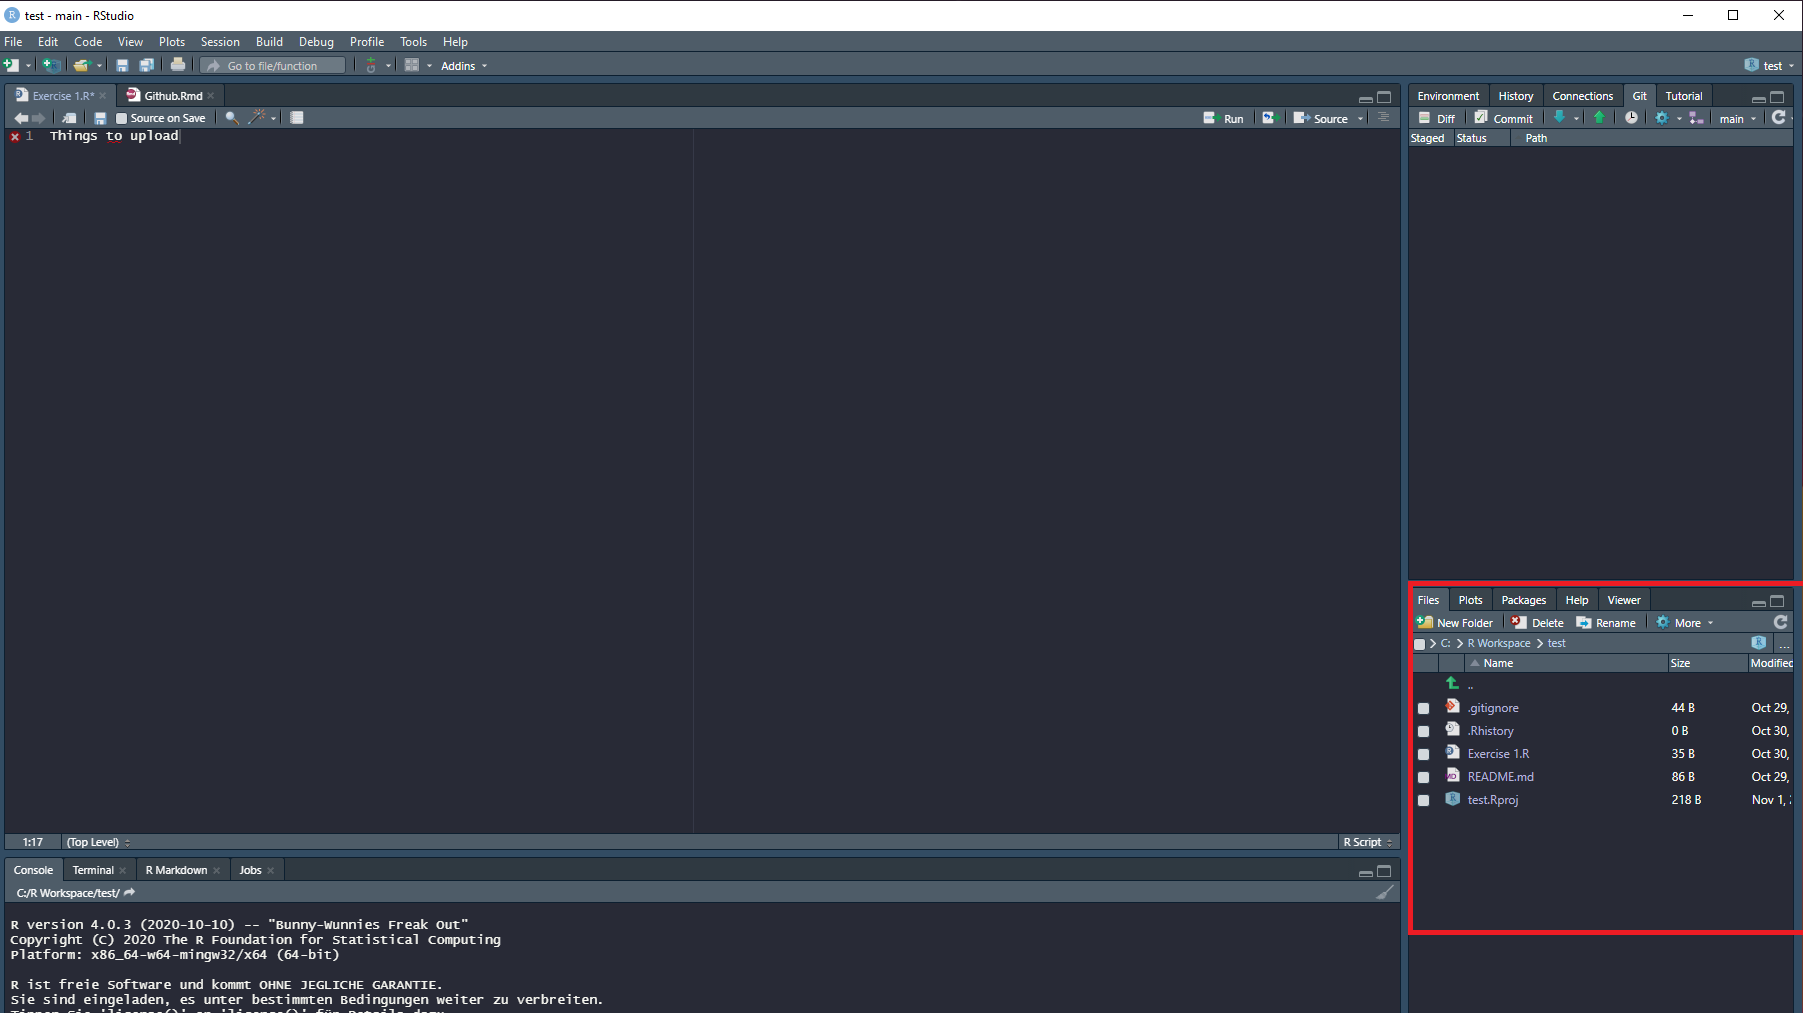 test - main - RStudio
File Edit Code View Plots Session Build Debug Profile Tools Help
Go to file/function Addins test
Exercise 1.R* Github.Rmd
Source on Save Run Source
1 Things to upload
1:17 (Top Level) R Script
Console Terminal R Markdown Jobs
C:/R Workspace/test/
R version 4.0.3 (2020-10-10) -- "Bunny-Wunnies Freak Out"
Copyright (C) 2020 The R Foundation for Statistical Computing
Platform: x86_64-w64-mingw32/x64 (64-bit)
R ist freie Software und kommt OHNE JEGLICHE GARANTIE.
Sie sind eingeladen, es unter bestimmten Bedingungen weiter zu verbreiten.
Environment History Connections Git Tutorial
Diff Commit main
Staged Status Path
Files Plots Packages Help Viewer
New Folder Delete Rename More
C: R Workspace test ...
Name Size Modified
..
.gitignore 44 B Oct 29,
.Rhistory 0 B Oct 30,
Exercise 1.R 35 B Oct 30,
README.md 86 B Oct 29,
test.Rproj 218 B Nov 1,